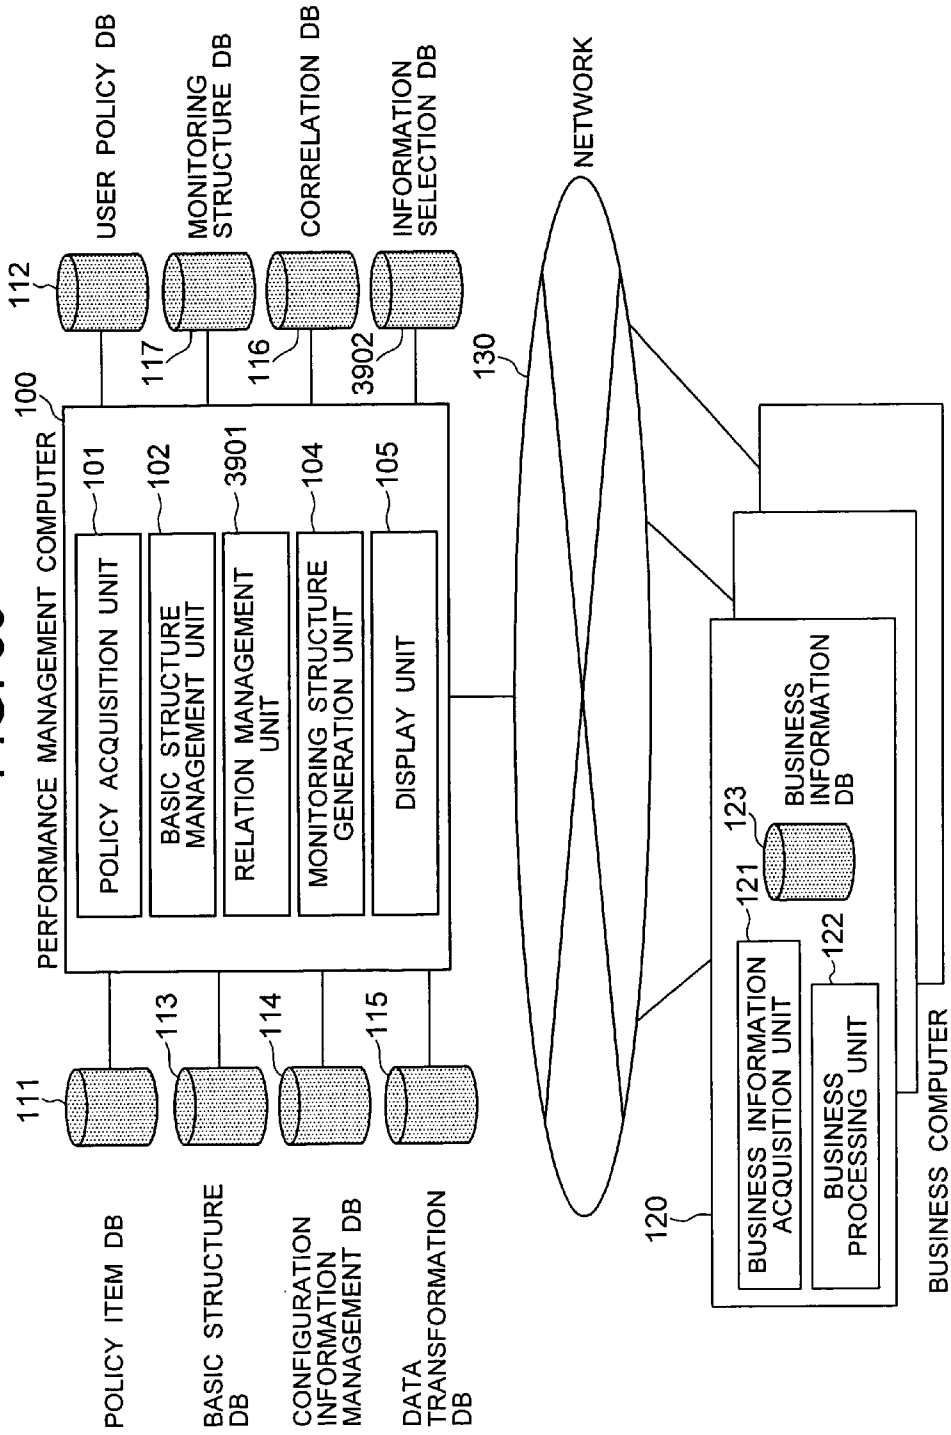 PERFORMANCE MANAGEMENT COMPUTER
100
POLICY ACQUISITION UNIT
101
BASIC STRUCTURE
MANAGEMENT UNIT
102
RELATION MANAGEMENT
UNIT
3901
MONITORING STRUCTURE
GENERATION UNIT
104
DISPLAY UNIT
105
111
POLICY ITEM DB
113
BASIC STRUCTURE
DB
114
CONFIGURATION
INFORMATION
MANAGEMENT DB
115
DATA
TRANSFORMATION
DB
112
USER POLICY DB
117
MONITORING
STRUCTURE DB
116
CORRELATION DB
3902
INFORMATION
SELECTION DB
130
NETWORK
120
BUSINESS INFORMATION
ACQUISITION UNIT
121
BUSINESS
PROCESSING UNIT
122
123
BUSINESS
INFORMATION
DB
BUSINESS COMPUTER